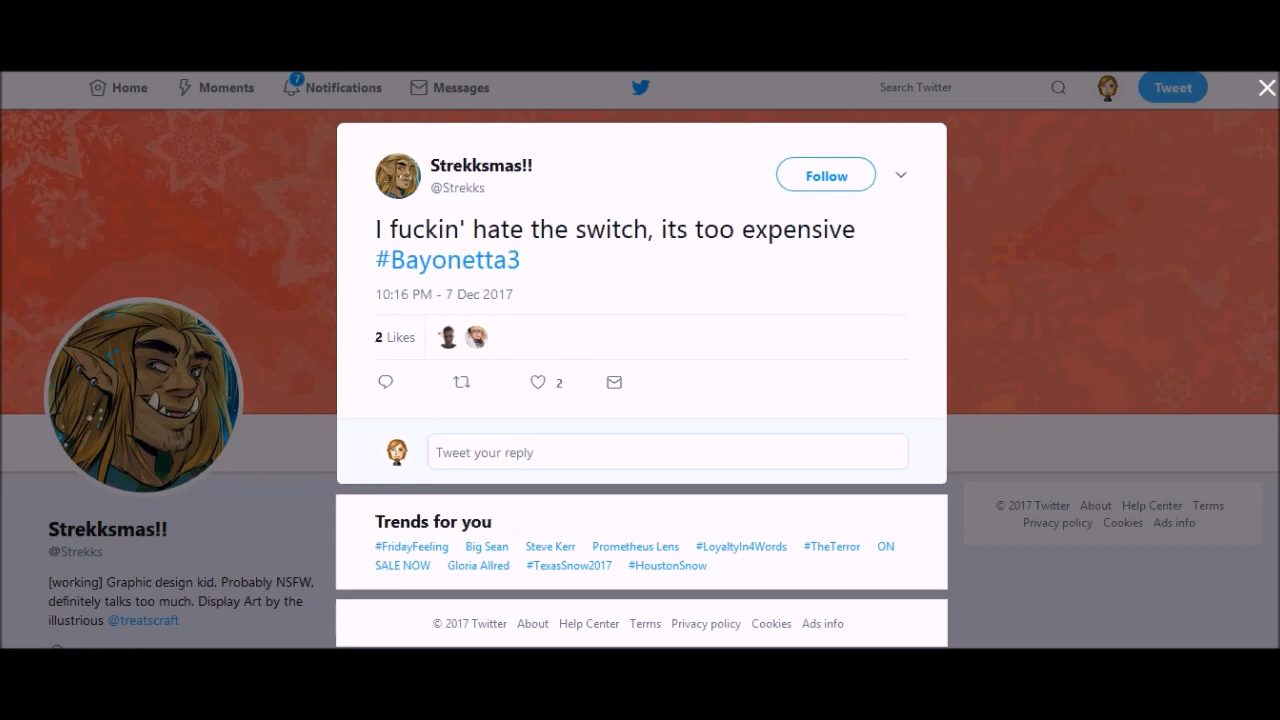 Home Moments 7 Notifications Messages Search Twitter Tweet
Strekksmas!!
@Strekks
Follow
I fuckin' hate the switch, its too expensive
#Bayonetta3
10:16 PM - 7 Dec 2017
2 Likes
2
Tweet your reply
Trends for you
#FridayFeeling Big Sean Steve Kerr Prometheus Lens #LoyaltyIn4Words #TheTerror ON
SALE NOW Gloria Allred #TexasSnow2017 #HoustonSnow
© 2017 Twitter About Help Center Terms Privacy policy Cookies Ads info
Strekksmas!!
@Strekks
[working] Graphic design kid. Probably NSFW,
definitely talks too much. Display Art by the
illustrious @treatscraft
© 2017 Twitter About Help Center Terms
Privacy policy Cookies Ads info